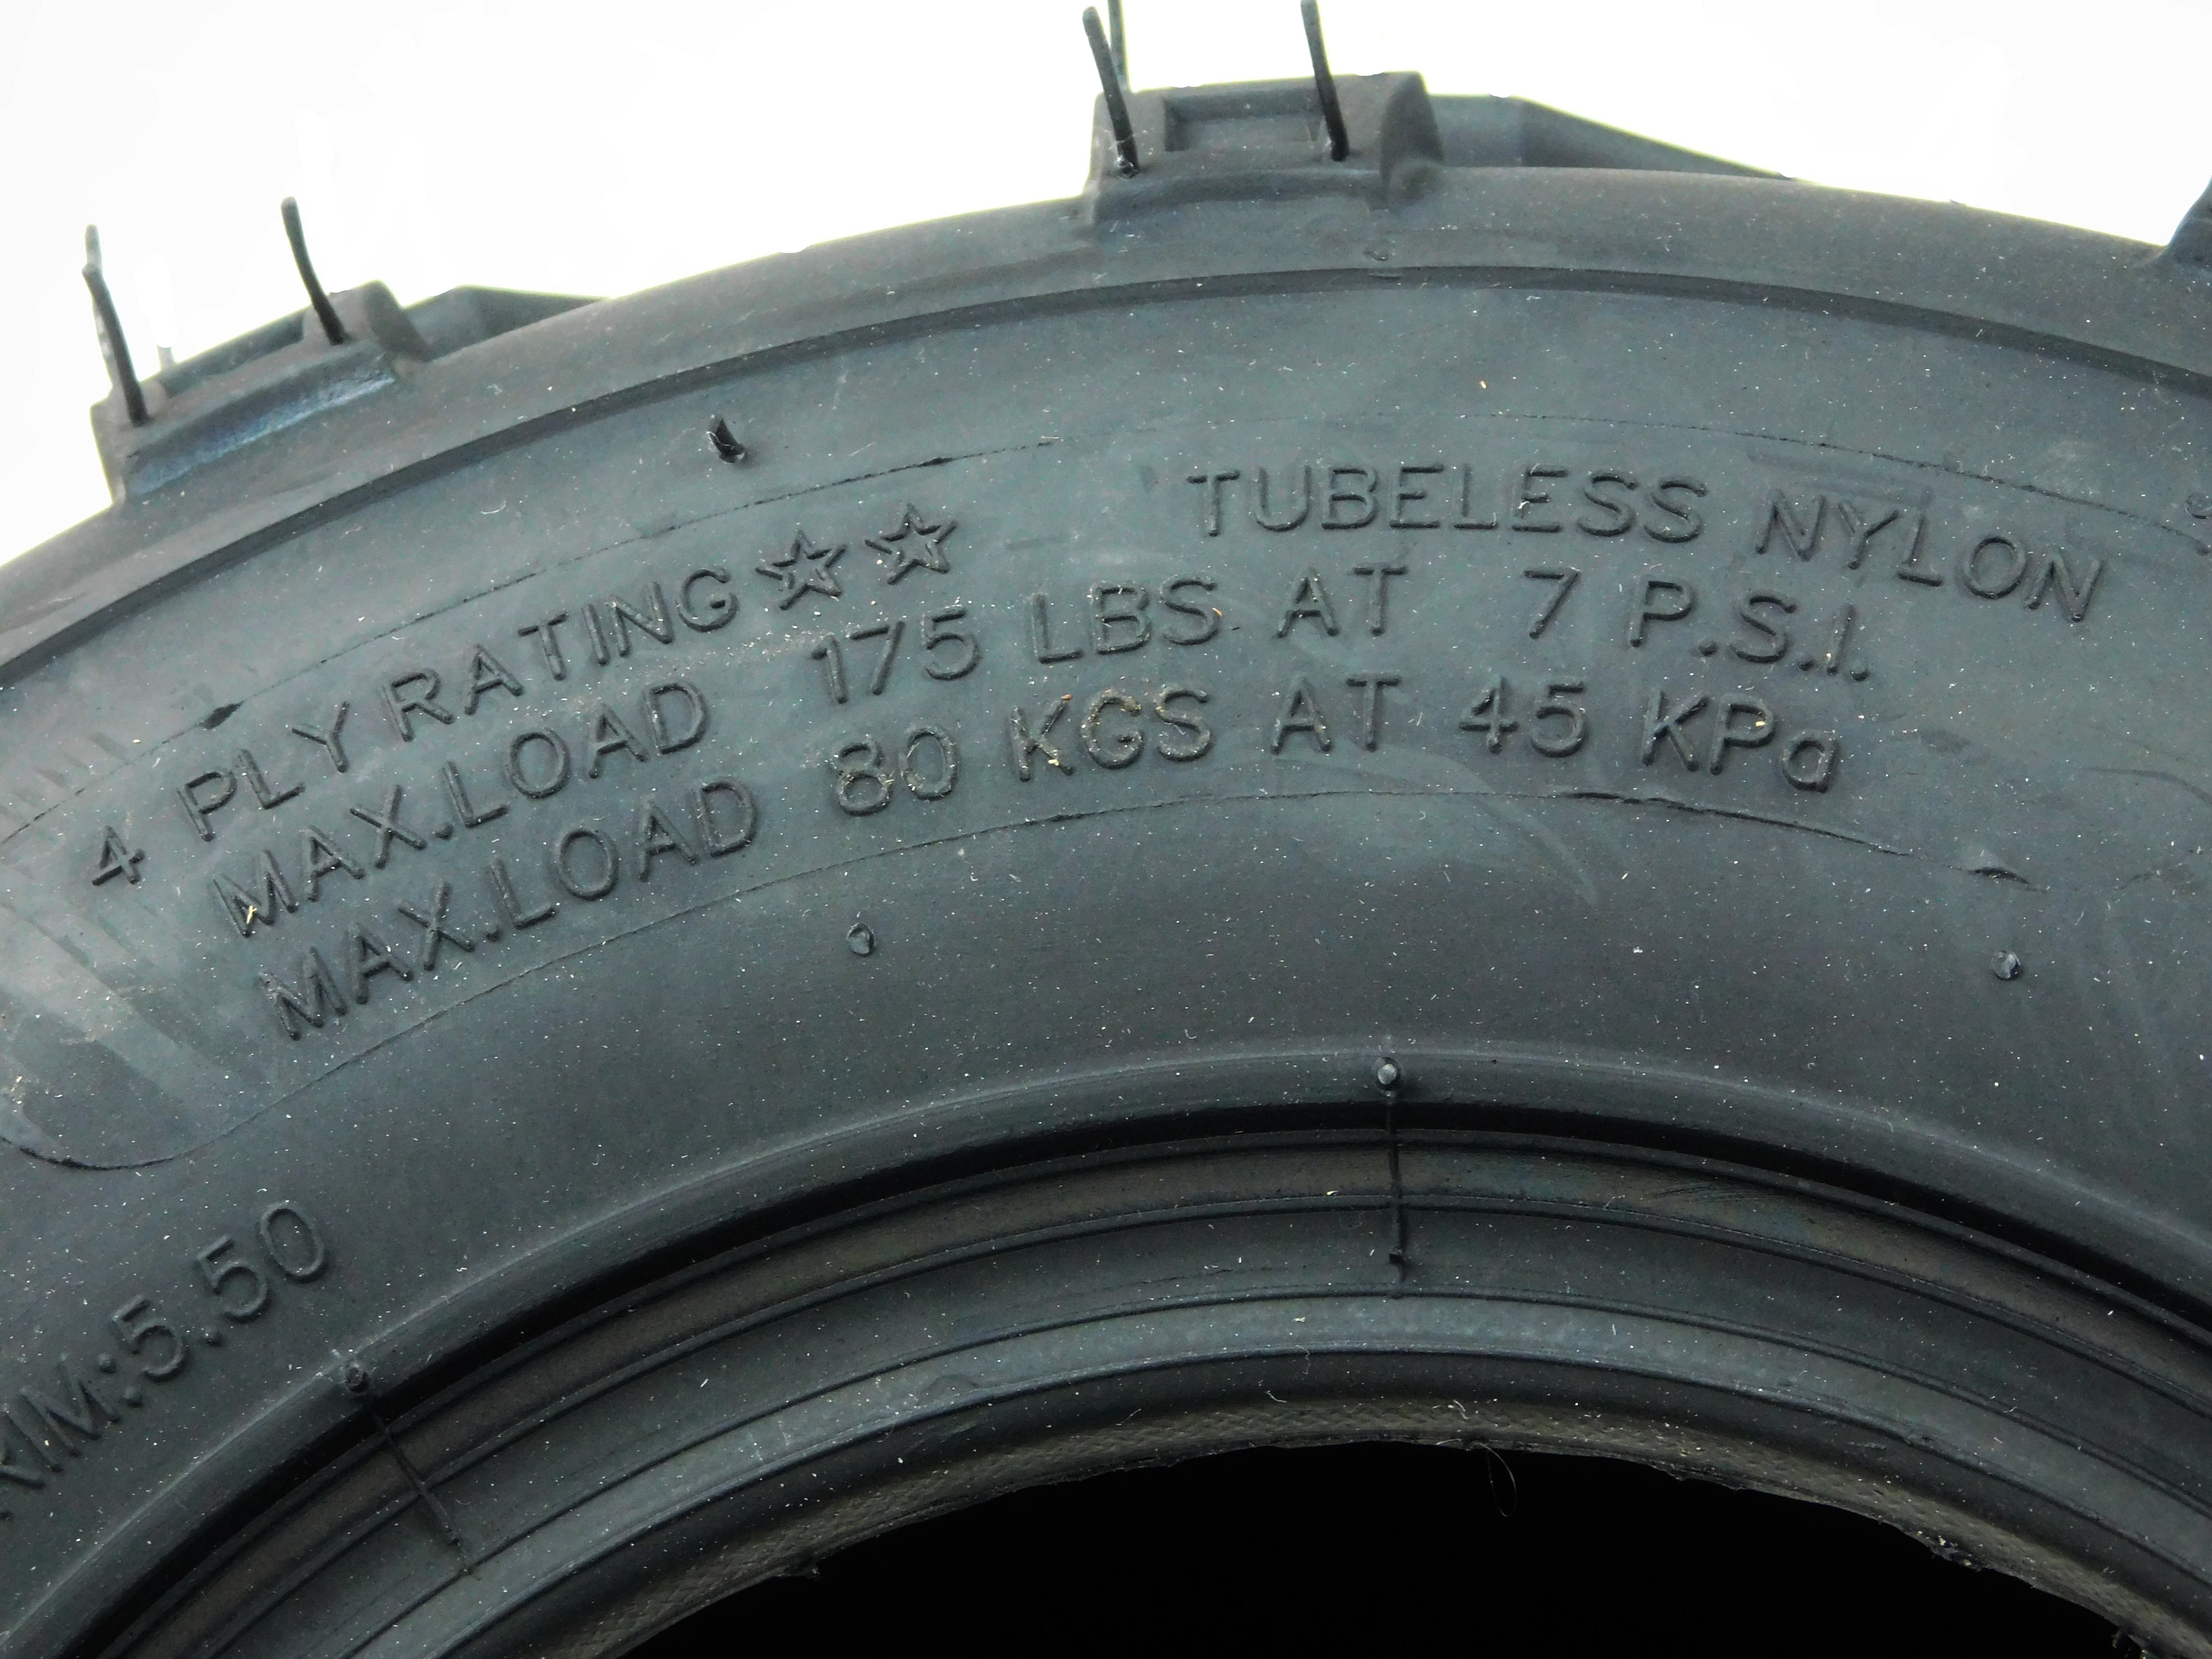 4 PLY RATING☆☆ TUBELESS NYLON
MAX.LOAD 175 LBS AT 7 P.S.I.
MAX.LOAD 80 KGS AT 45 KPa
RIM:5.50